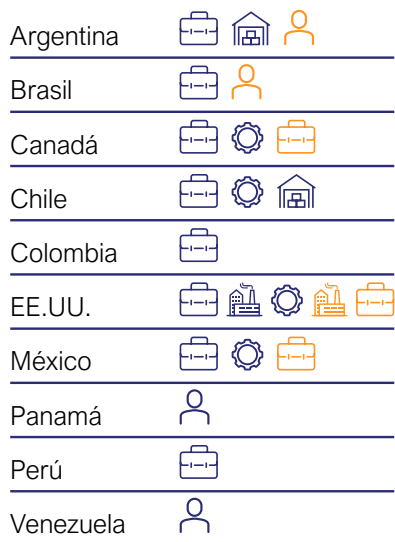 Argentina
Brasil
Canadá
Chile
Colombia
EE.UU.
México
Panamá
Perú
Venezuela